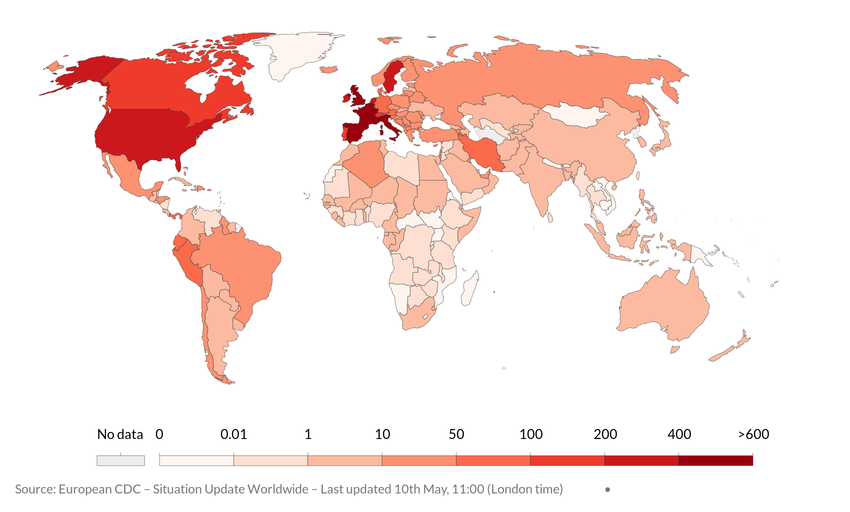 No data 0 0.01 1 10 50 100 200 400 >600
Source: European CDC – Situation Update Worldwide – Last updated 10th May, 11:00 (London time) •